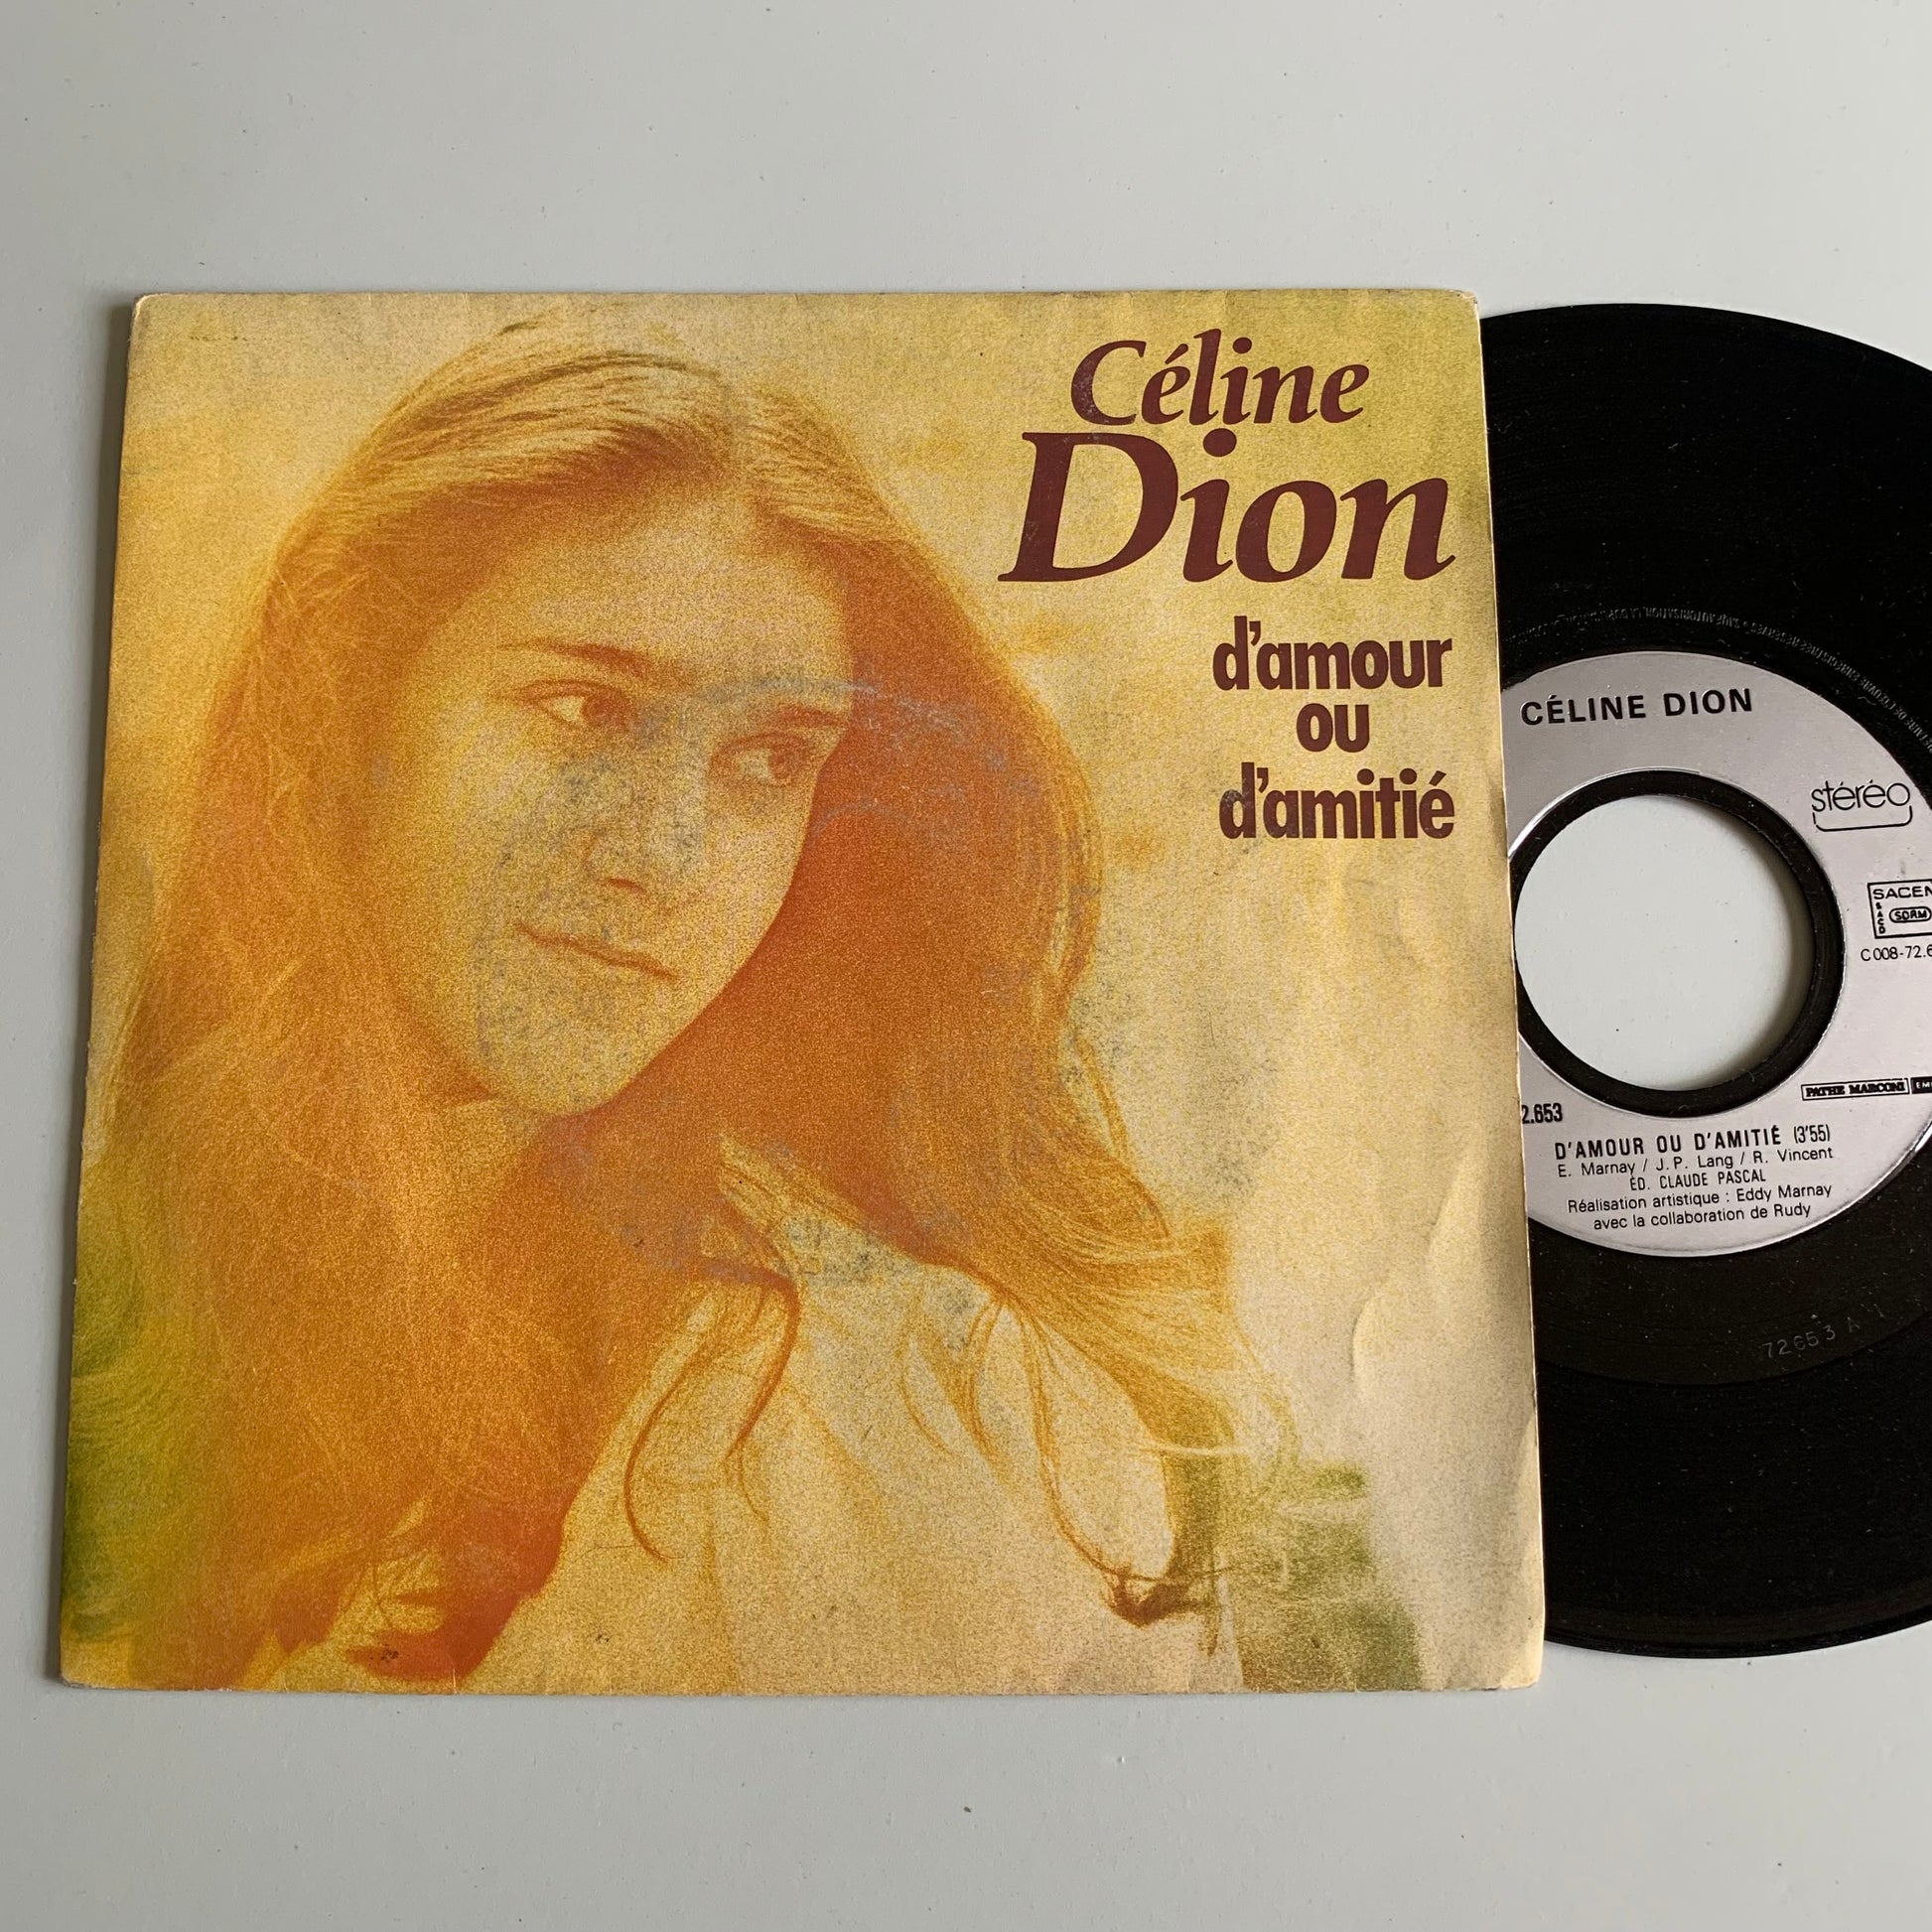 Céline
Dion
d'amour
ou
d'amitié
CÉLINE DION
stéréo
SACEM
SACD
SDRM
C 008-72.6
PATHE MARCONI EMI
2.653
D'AMOUR OU D'AMITIÉ (3'55)
E. Marnay / J.P. Lang / R. Vincent
ÉD. CLAUDE PASCAL
Réalisation artistique : Eddy Marnay
avec la collaboration de Rudy
72653 A 1